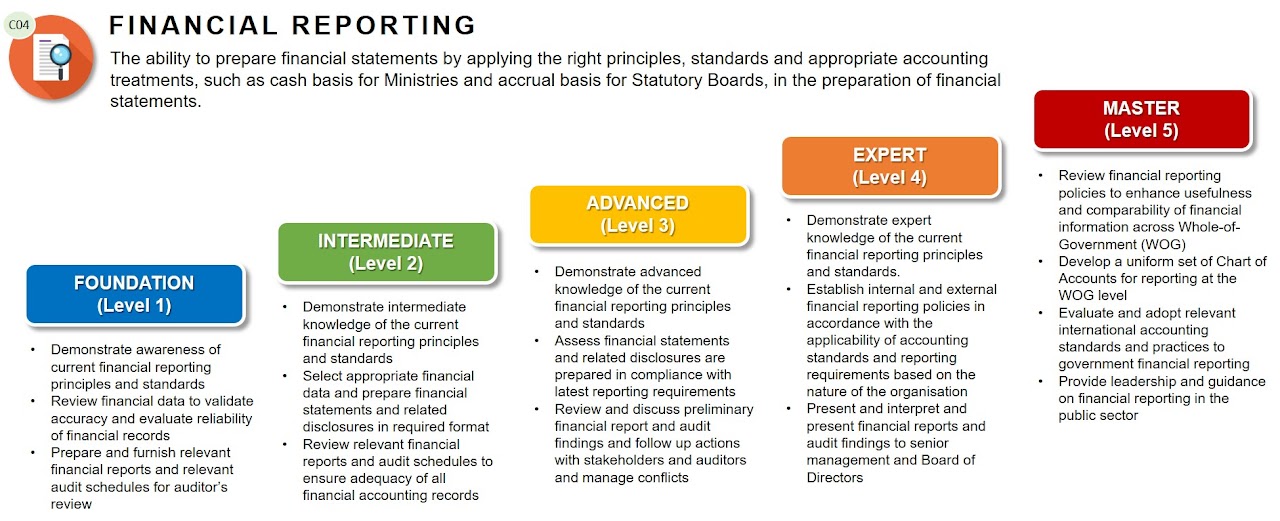 C04
FINANCIAL REPORTING
The ability to prepare financial statements by applying the right principles, standards and appropriate accounting
treatments, such as cash basis for Ministries and accrual basis for Statutory Boards, in the preparation of financial
statements.
FOUNDATION
(Level 1)
• Demonstrate awareness of
current financial reporting
principles and standards
• Review financial data to validate
accuracy and evaluate reliability
of financial records
• Prepare and furnish relevant
financial reports and relevant
audit schedules for auditor's
review
INTERMEDIATE
(Level 2)
• Demonstrate intermediate
knowledge of the current
financial reporting principles
and standards
• Select appropriate financial
data and prepare financial
statements and related
disclosures in required format
• Review relevant financial
reports and audit schedules to
ensure adequacy of all
financial accounting records
ADVANCED
(Level 3)
• Demonstrate advanced
knowledge of the current
financial reporting principles
and standards
• Assess financial statements
and related disclosures are
prepared in compliance with
latest reporting requirements
• Review and discuss preliminary
financial report and audit
findings and follow up actions
with stakeholders and auditors
and manage conflicts
EXPERT
(Level 4)
• Demonstrate expert
knowledge of the current
financial reporting principles
and standards.
• Establish internal and external
financial reporting policies in
accordance with the
applicability of accounting
standards and reporting
requirements based on the
nature of the organisation
• Present and interpret and
present financial reports and
audit findings to senior
management and Board of
Directors
MASTER
(Level 5)
• Review financial reporting
policies to enhance usefulness
and comparability of financial
information across Whole-of-
Government (WOG)
• Develop a uniform set of Chart of
Accounts for reporting at the
WOG level
• Evaluate and adopt relevant
international accounting
standards and practices to
government financial reporting
• Provide leadership and guidance
on financial reporting in the
public sector